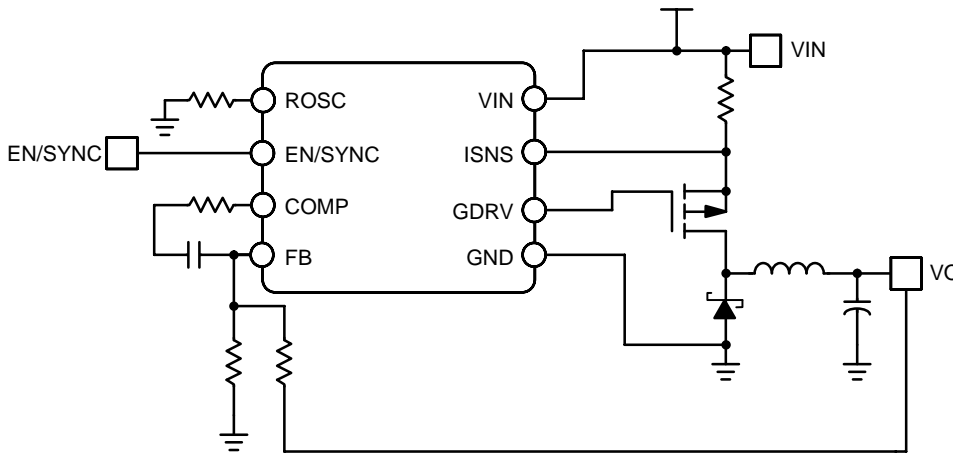 VIN
ROSC
VIN
EN/SYNC
EN/SYNC
ISNS
COMP
GDRV
FB
GND